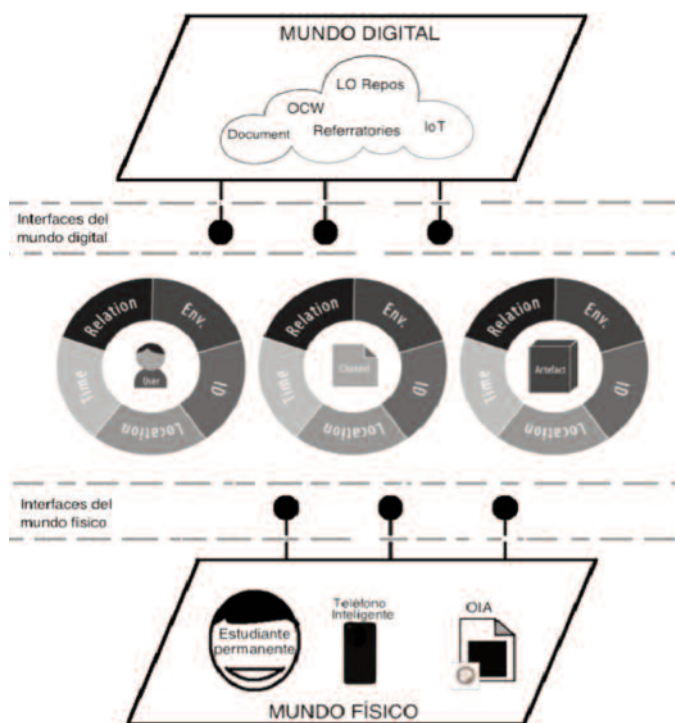 MUNDO DIGITAL
LO Repos
OCW
Document
Referratories
IoT
Interfaces del
mundo digital
Relation
Env.
ID
Location
Time
User
Relation
Env.
ID
Location
Time
Channel
Relation
Env.
ID
Location
Time
Artefact
Interfaces del
mundo físico
Estudiante
permanente
Teléfono
Inteligente
OIA
MUNDO FÍSICO